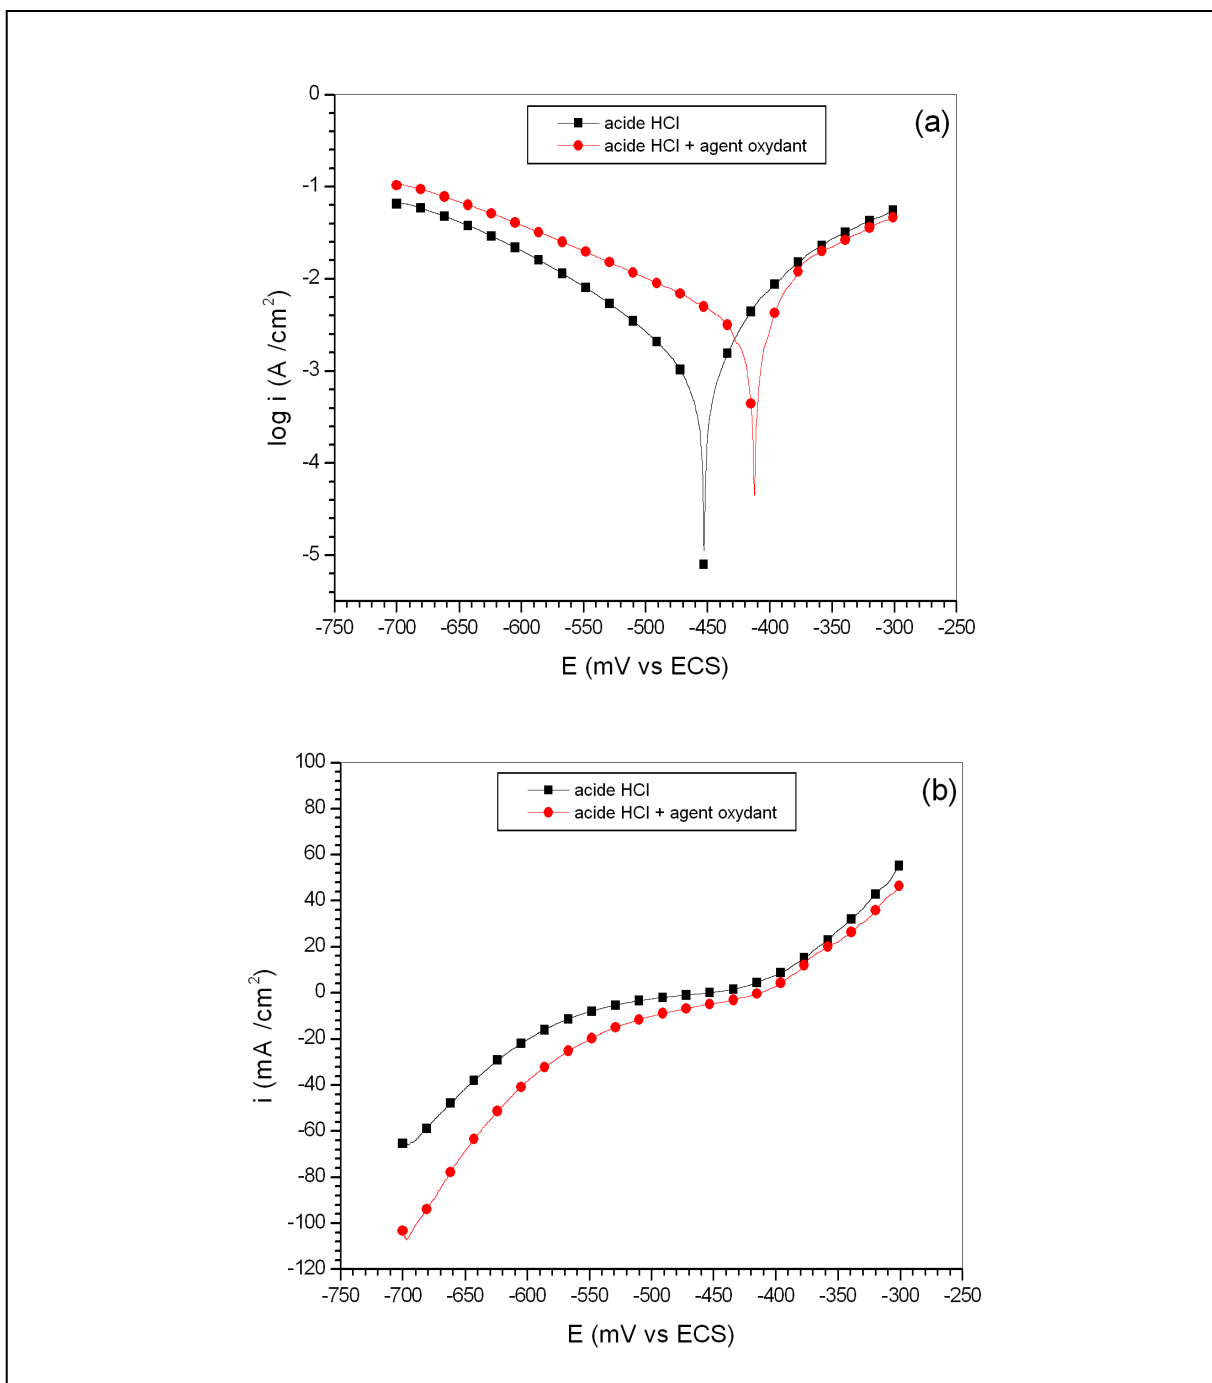 (a)
acide HCl
acide HCl + agent oxydant
0
-1
-2
-3
-4
-5
log i (A /cm²)
-750 -700 -650 -600 -550 -500 -450 -400 -350 -300 -250
E (mV vs ECS)
(b)
acide HCl
acide HCl + agent oxydant
100
80
60
40
20
0
-20
-40
-60
-80
-100
-120
i (mA /cm²)
-750 -700 -650 -600 -550 -500 -450 -400 -350 -300 -250
E (mV vs ECS)